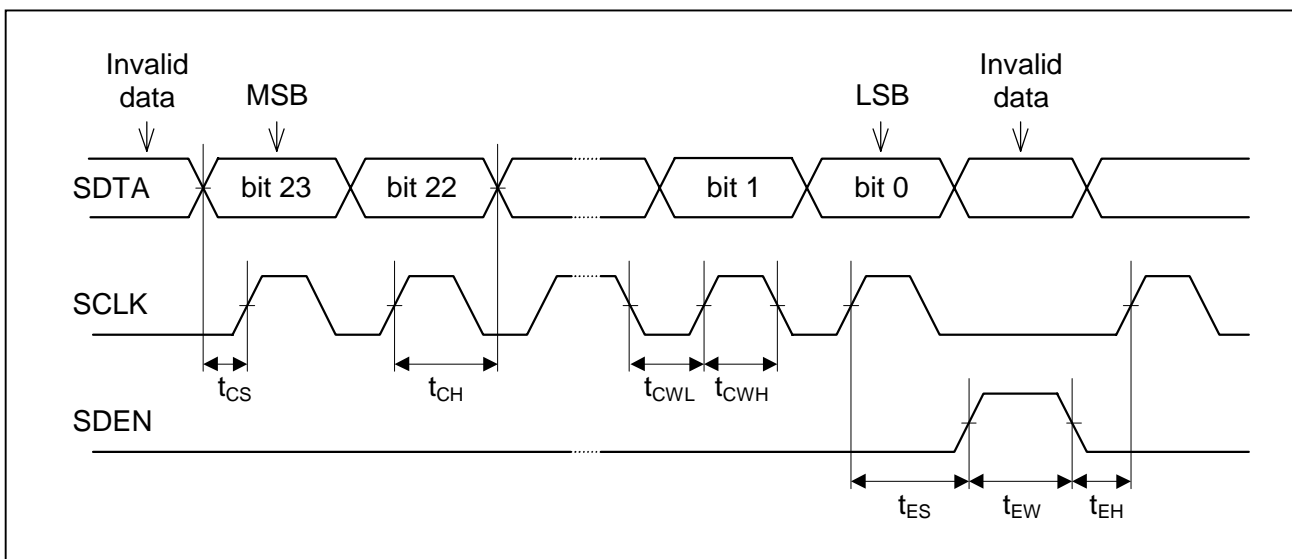 Invalid
data
MSB
LSB
Invalid
data
SDTA
bit 23
bit 22
bit 1
bit 0
SCLK
tCS
tCH
tCWL
tCWH
SDEN
tES
tEW
tEH